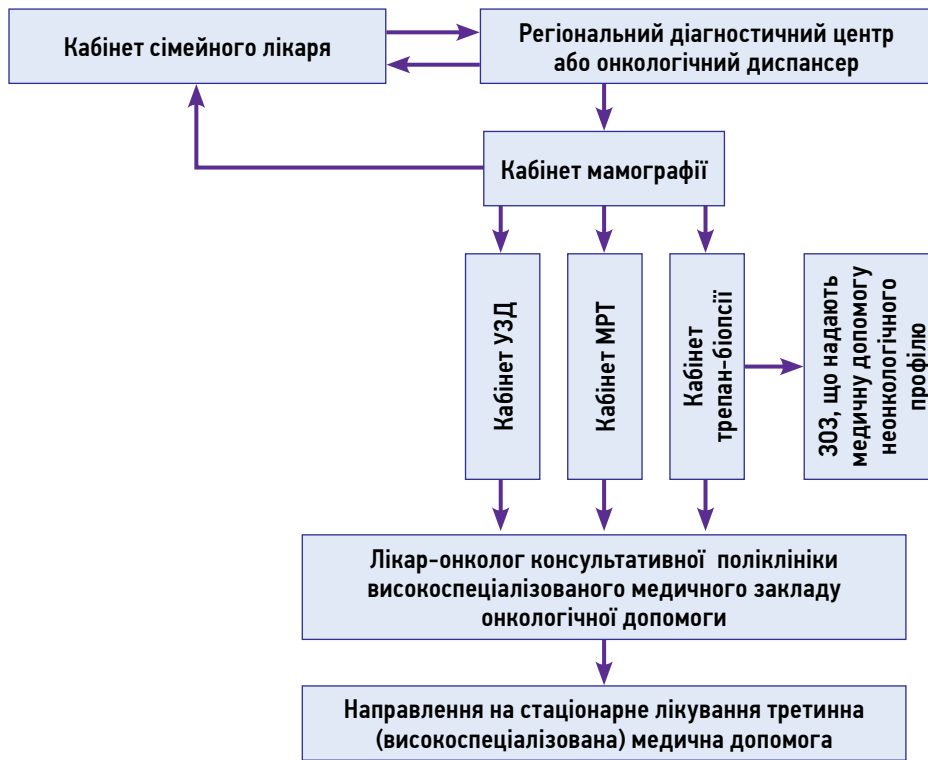 Кабінет сімейного лікаря
Регіональний діагностичний центр
або онкологічний диспансер
Кабінет мамографії
Кабінет УЗД
Кабінет МРТ
Кабінет
трепан-біопсії
ЗОЗ, що надають
медичну допомогу
неонкологічного
профілю
Лікар-онколог консультативної поліклініки
високоспеціалізованого медичного закладу
онкологічної допомоги
Направлення на стаціонарне лікування третинна
(високоспеціалізована) медична допомога